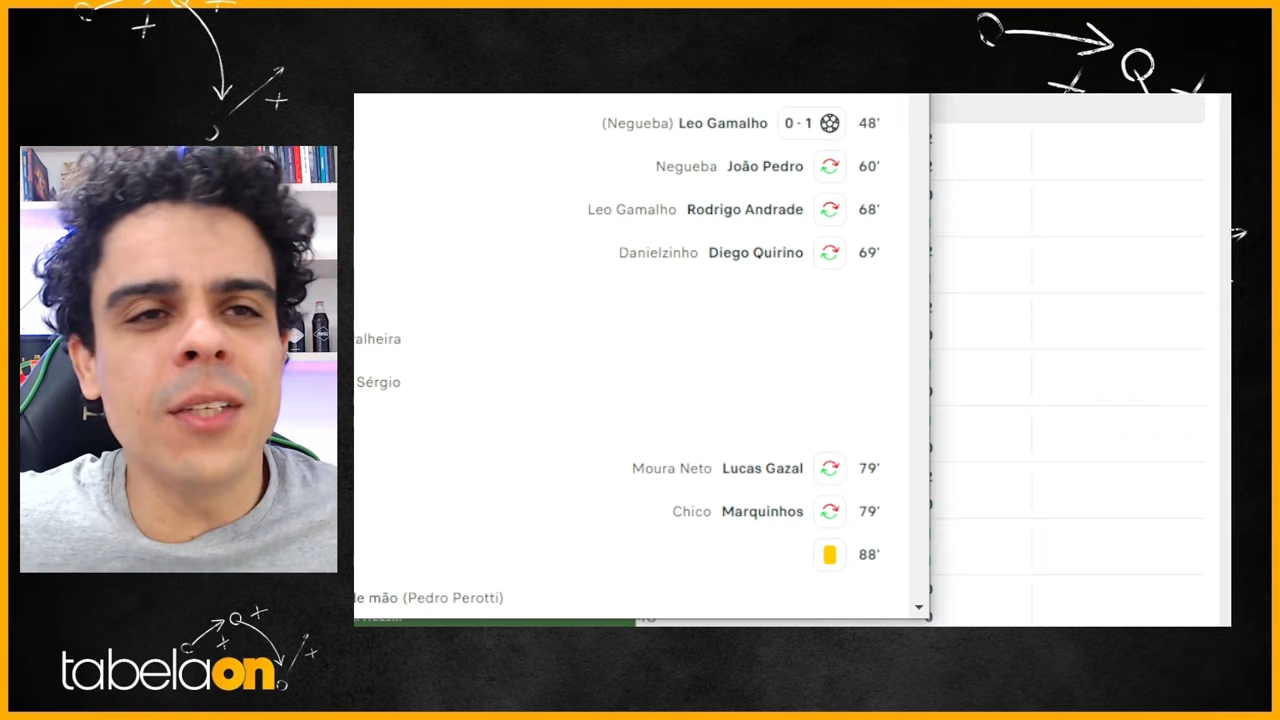 (Negueba) Leo Gamalho 0 - 1 48'
Negueba João Pedro 60'
Leo Gamalho Rodrigo Andrade 68'
Danielzinho Diego Quirino 69'
alheira
Sérgio
Moura Neto Lucas Gazal 79'
Chico Marquinhos 79'
88'
de mão (Pedro Perotti)
tabelaon